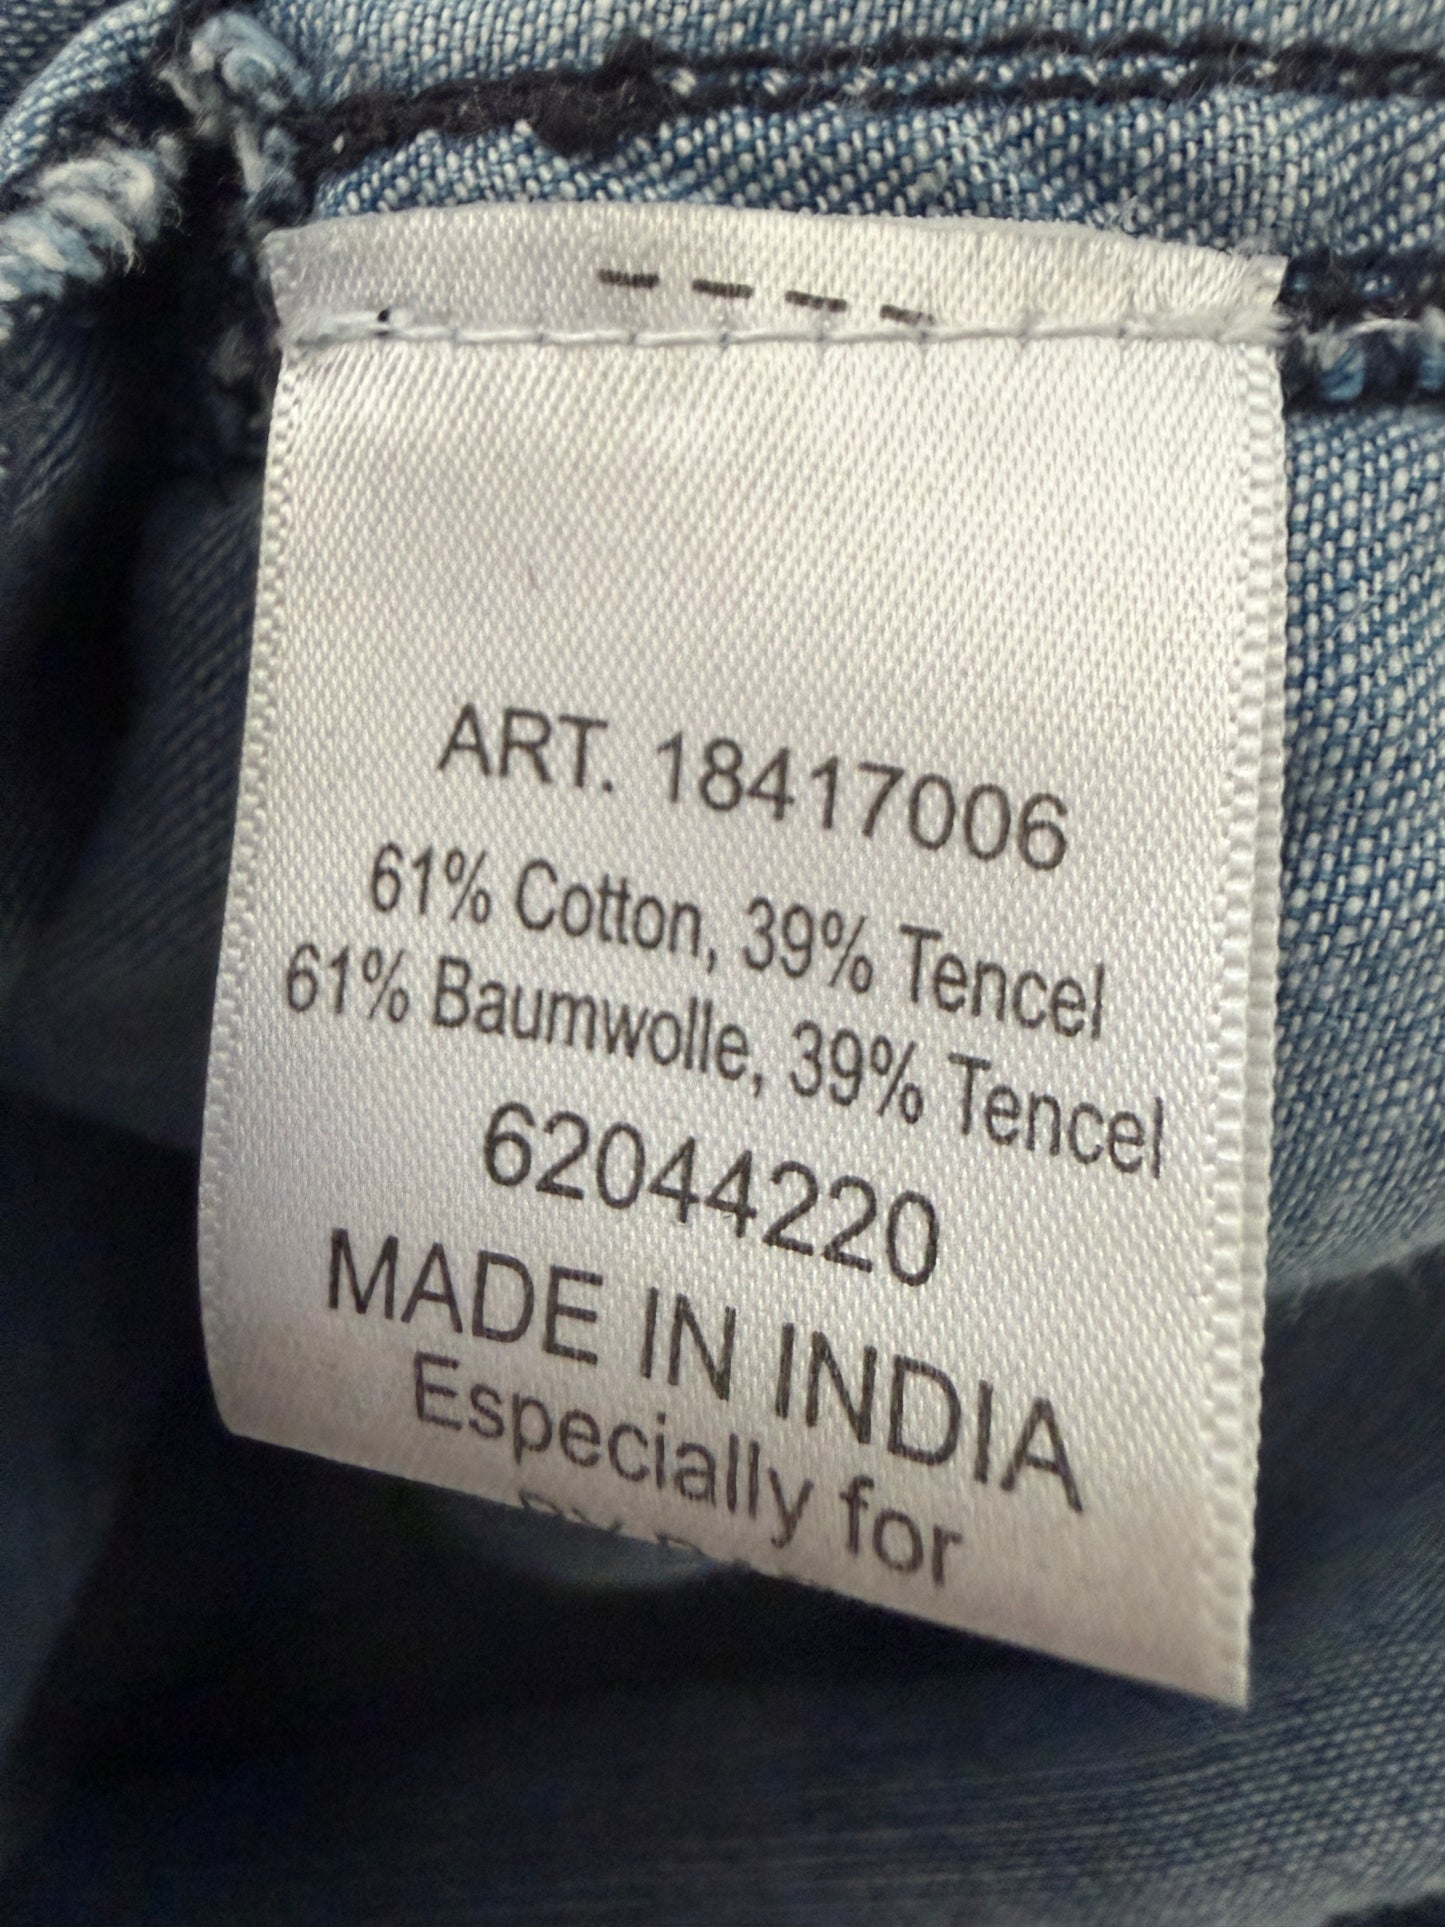 ART. 18417006
61% Cotton, 39% Tencel
61% Baumwolle, 39% Tencel
62044220
MADE IN INDIA
Especially for